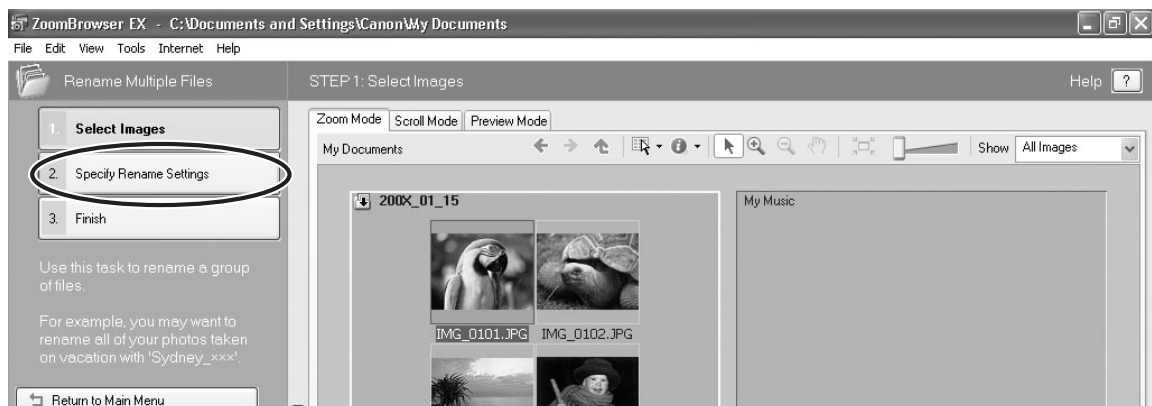 ZoomBrowser EX - C:\Documents and Settings\Canon\My Documents
File Edit View Tools Internet Help
Rename Multiple Files
STEP 1: Select Images
Help ?
1. Select Images
2. Specify Rename Settings
3. Finish
Use this task to rename a group
of files.
For example, you may want to
rename all of your photos taken
on vacation with 'Sydney_×××'.
Return to Main Menu
Zoom Mode Scroll Mode Preview Mode
My Documents
Show All Images
200X_01_15
My Music
IMG_0101.JPG IMG_0102.JPG